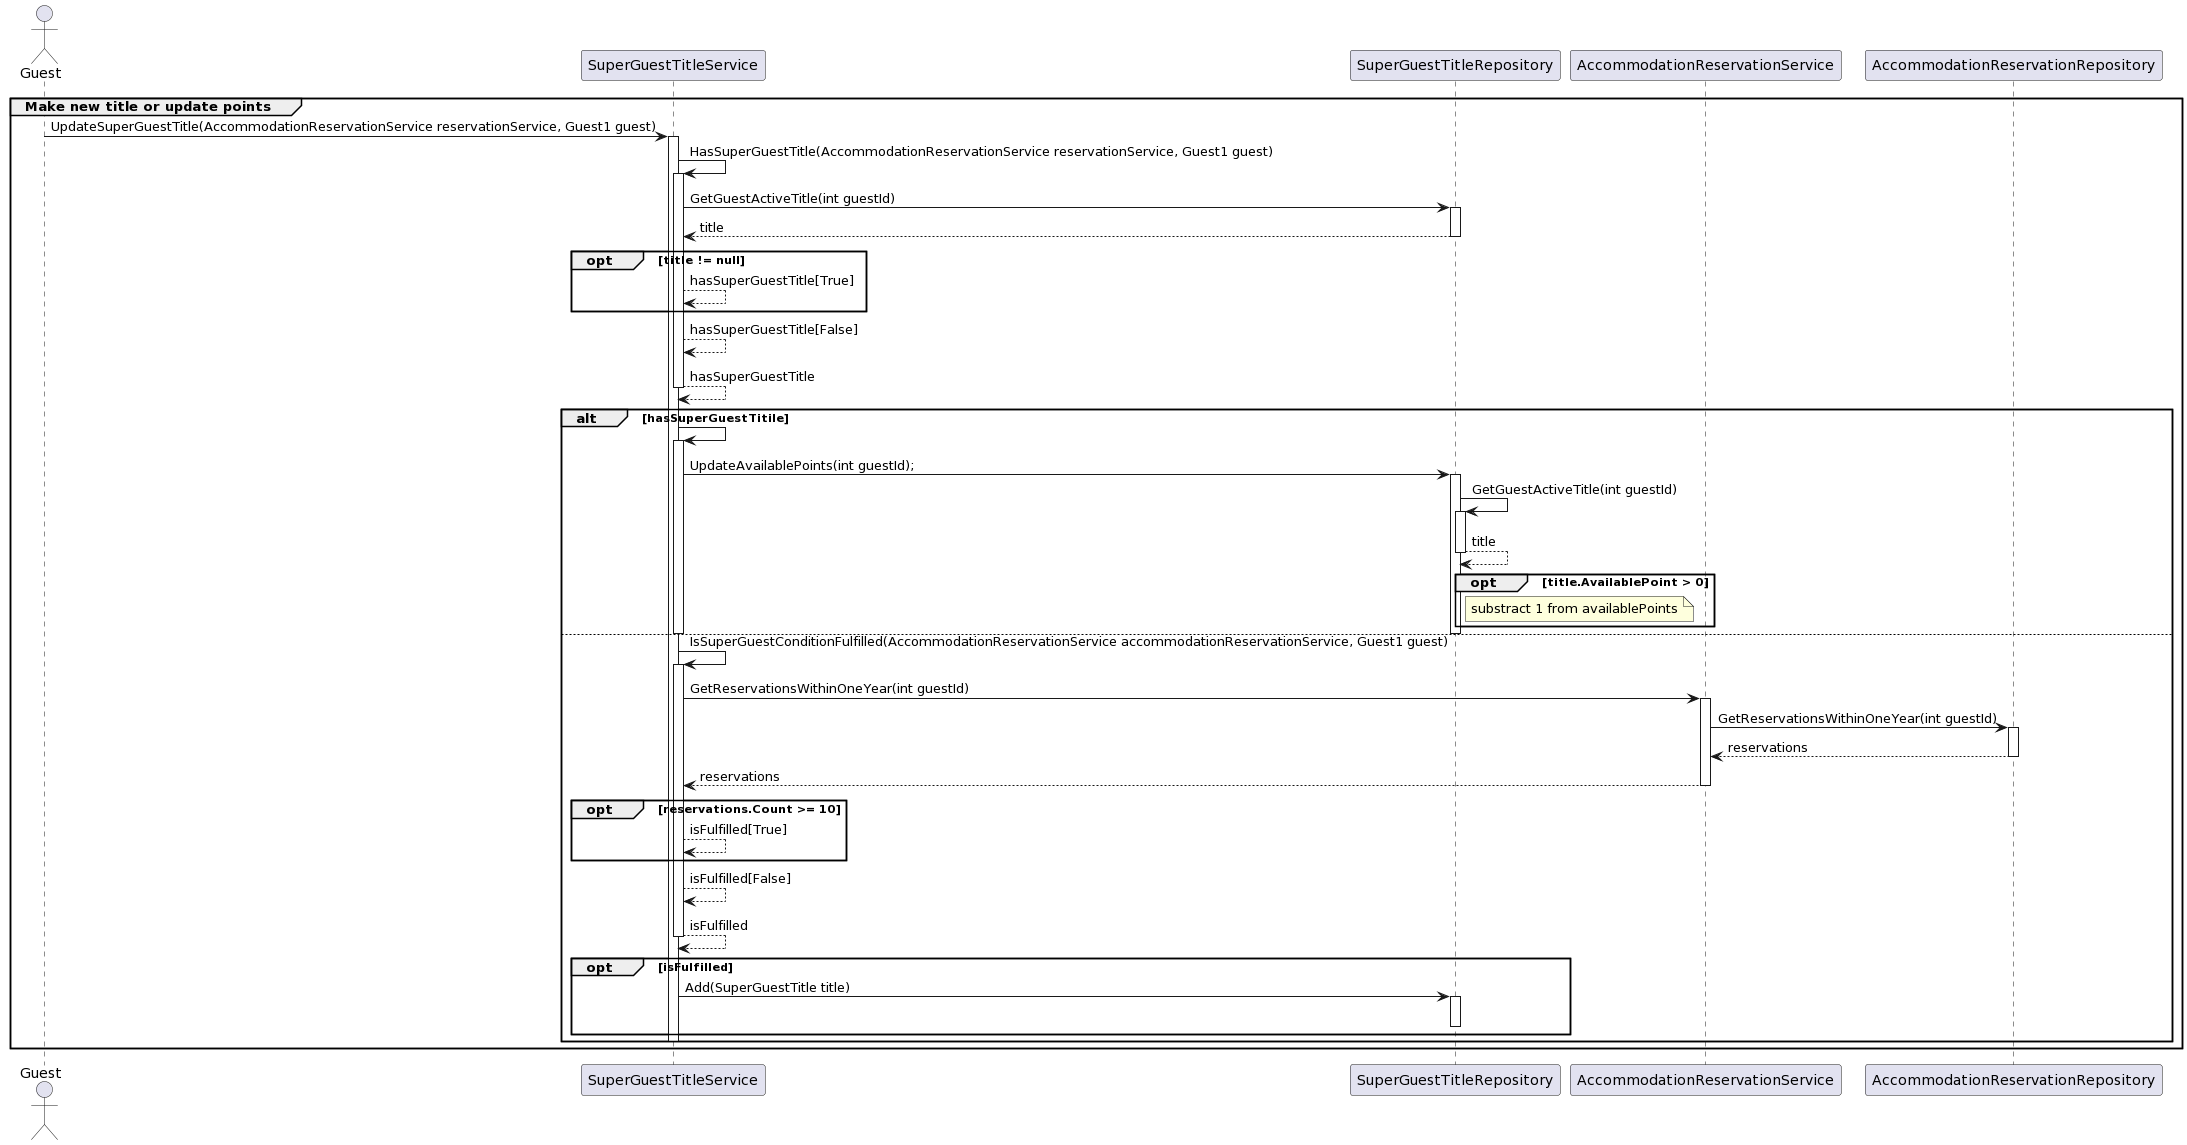 Guest
SuperGuestTitleService
SuperGuestTitleRepository
AccommodationReservationService
AccommodationReservationRepository
Make new title or update points
UpdateSuperGuestTitle(AccommodationReservationService reservationService, Guest1 guest)
HasSuperGuestTitle(AccommodationReservationService reservationService, Guest1 guest)
GetGuestActiveTitle(int guestId)
title
opt [title != null]
hasSuperGuestTitle[True]
hasSuperGuestTitle[False]
hasSuperGuestTitle
alt [hasSuperGuestTitile]
UpdateAvailablePoints(int guestId);
GetGuestActiveTitle(int guestId)
title
opt [title.AvailablePoint > 0]
substract 1 from availablePoints
IsSuperGuestConditionFulfilled(AccommodationReservationService accommodationReservationService, Guest1 guest)
GetReservationsWithinOneYear(int guestId)
GetReservationsWithinOneYear(int guestId)
reservations
reservations
opt [reservations.Count >= 10]
isFulfilled[True]
isFulfilled[False]
isFulfilled
opt [isFulfilled]
Add(SuperGuestTitle title)
Guest
SuperGuestTitleService
SuperGuestTitleRepository
AccommodationReservationService
AccommodationReservationRepository